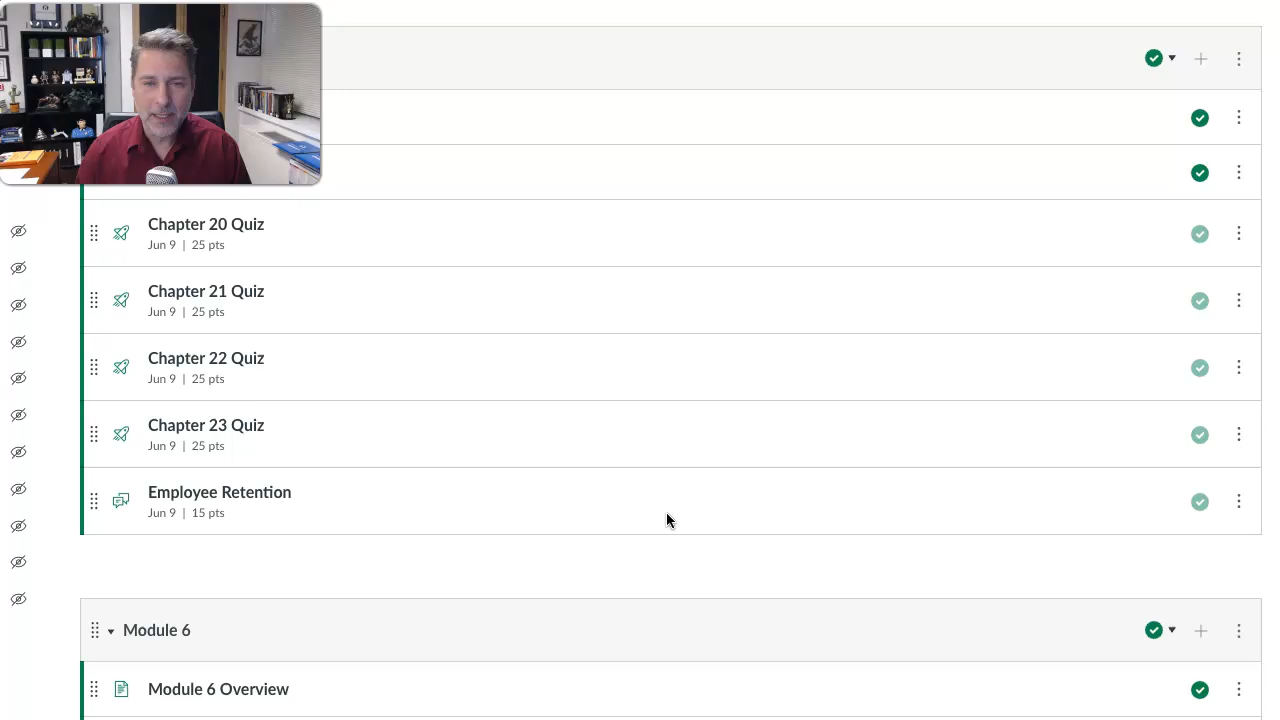 Chapter 20 Quiz
Jun 9 | 25 pts
Chapter 21 Quiz
Jun 9 | 25 pts
Chapter 22 Quiz
Jun 9 | 25 pts
Chapter 23 Quiz
Jun 9 | 25 pts
Employee Retention
Jun 9 | 15 pts
Module 6
Module 6 Overview